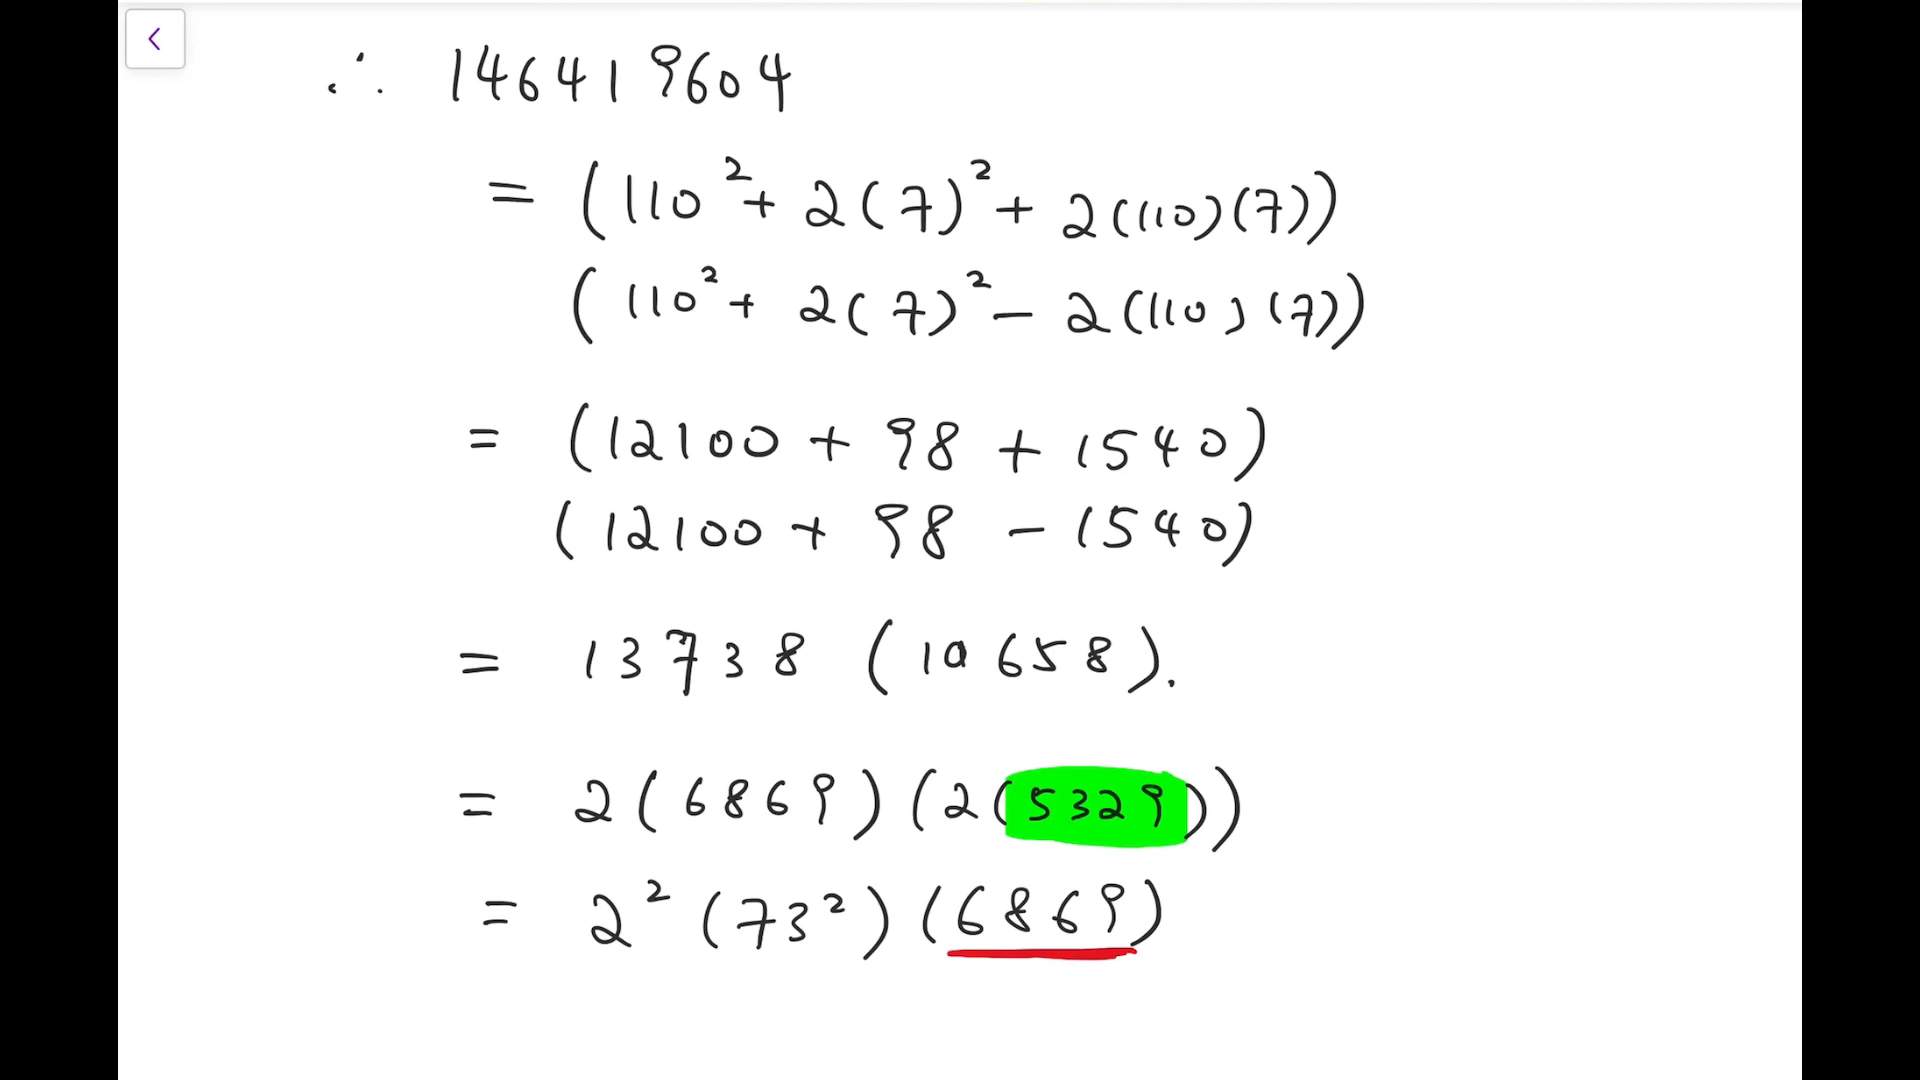 ∴ 146419604
= (110² + 2(7)² + 2(110)(7))
(110² + 2(7)² − 2(110)(7))
= (12100 + 98 + 1540)
(12100 + 98 − 1540)
= 13738 (10658).
= 2(6869)(2(5329))
= 2² (73²)(6869)